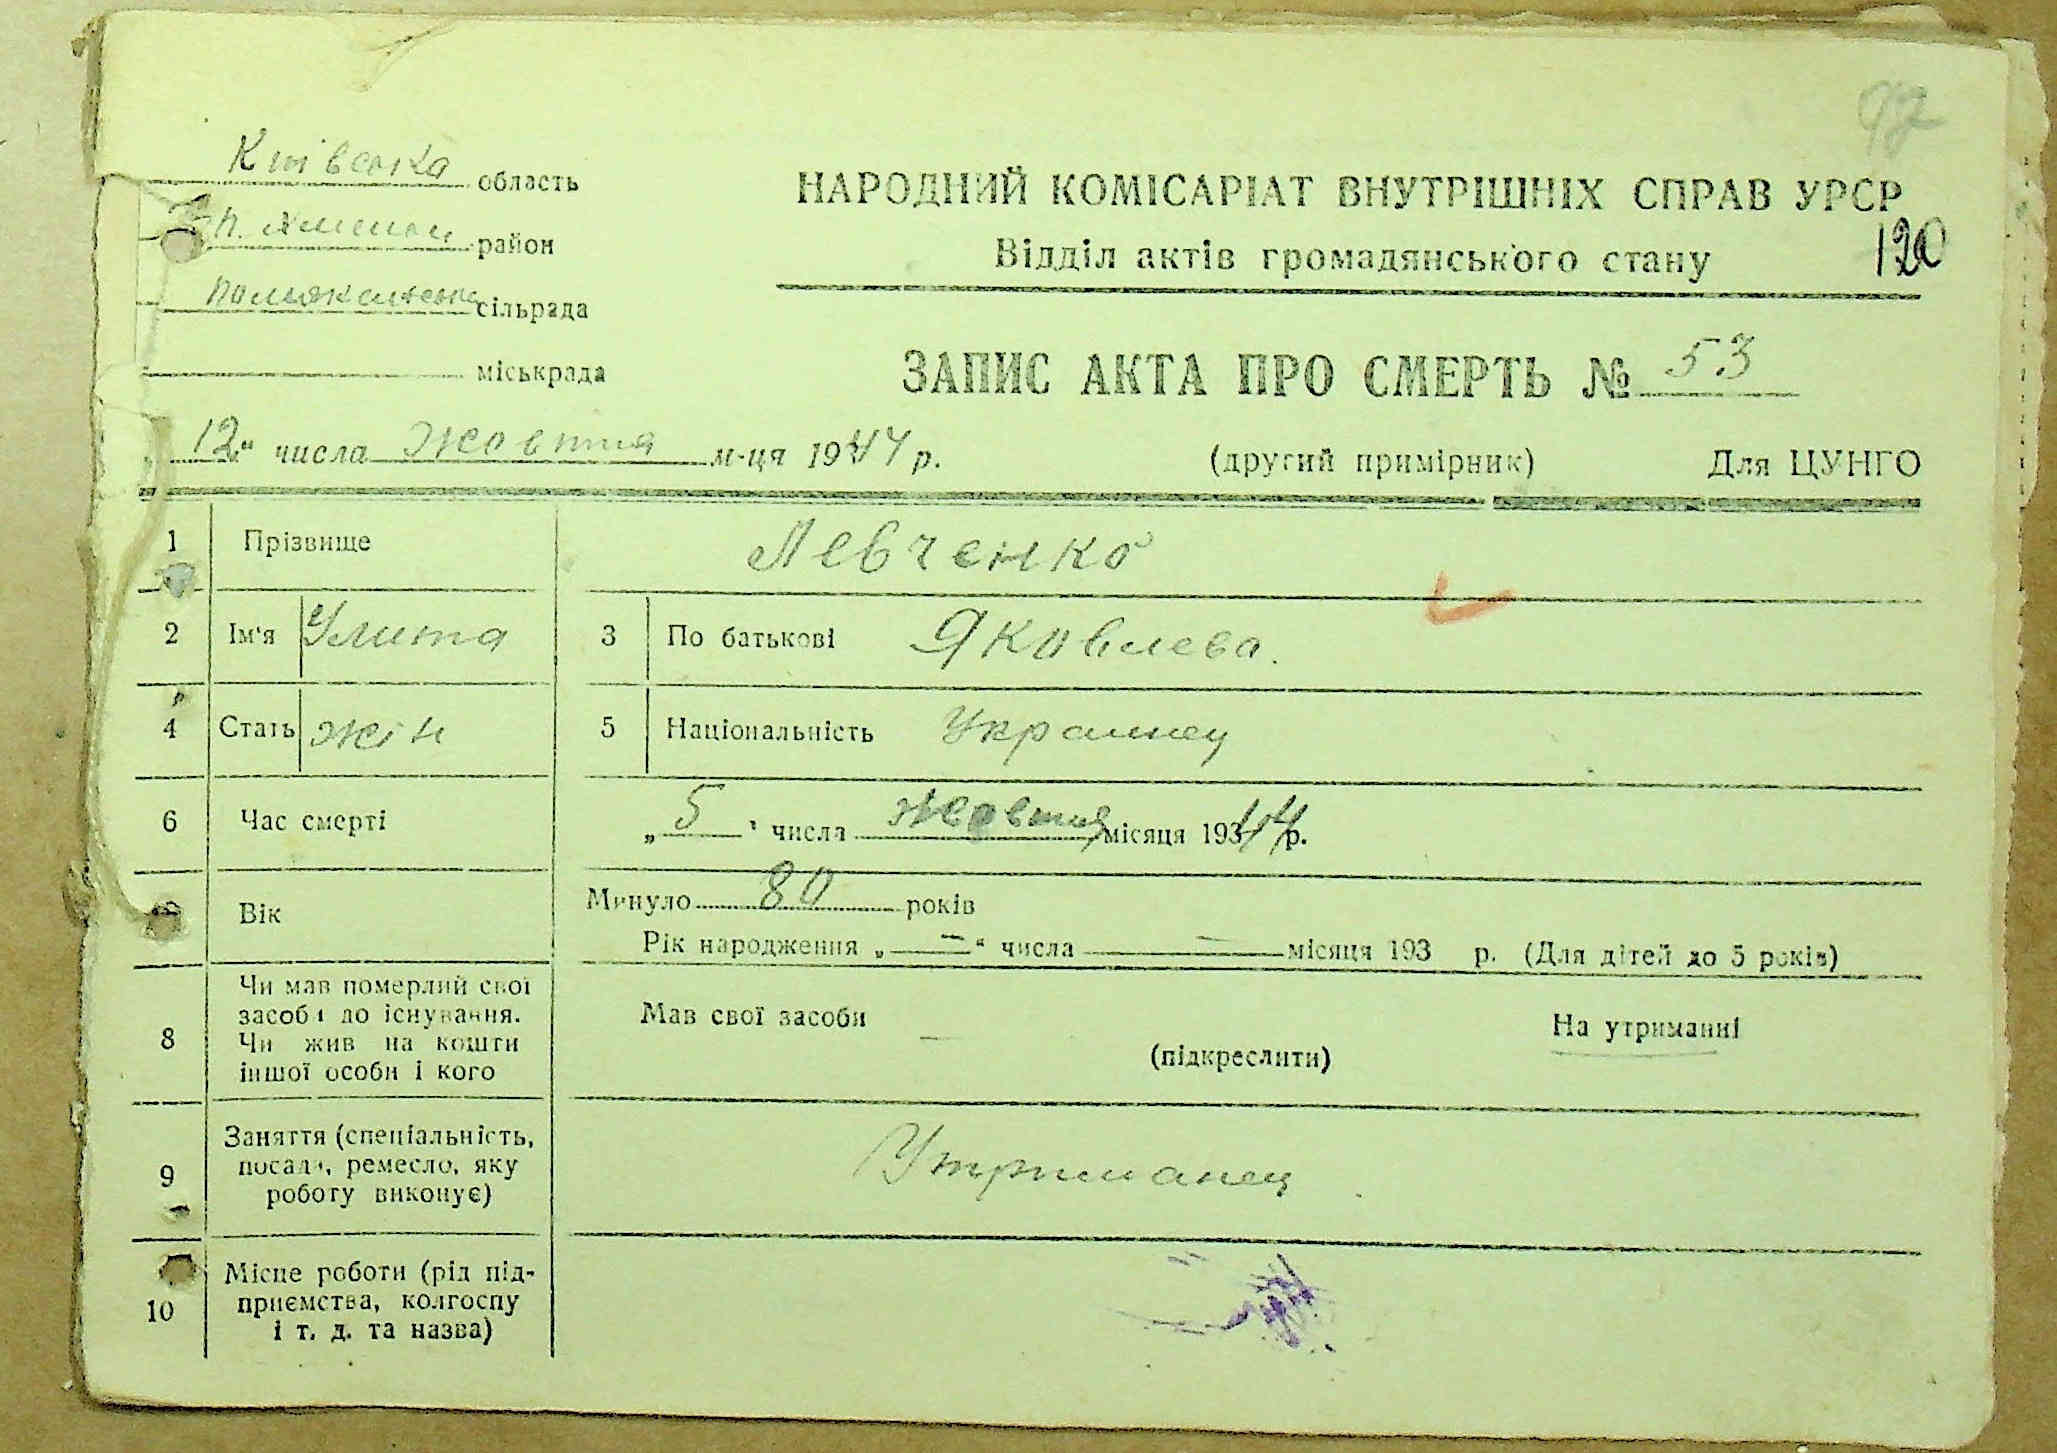 Київська область
район
сільрада
міськрада
НАРОДНИЙ КОМІСАРІАТ ВНУТРІШНІХ СПРАВ УРСР
Відділ актів громадянського стану
120
ЗАПИС АКТА ПРО СМЕРТЬ № 53
„12“ числа Жовтня м-ця 1944 р.
(другий примірник) Для ЦУНГО
1 Прізвище Левченко
2 Ім'я Улита 3 По батькові Яковлева.
4 Стать жін 5 Національність Украинец
6 Час смерті „5“ числа жовтня місяця 1944 р.
Вік Минуло 80 років
Рік народження „—“ числа — місяця 193 р. (Для дітей до 5 років)
8 Чи мав померлий свої
засоби до існування.
Чи жив на кошти
іншої особи і кого
Мав свої засоби —
(підкреслити)
На утриманні
9 Заняття (спеціальність,
посада, ремесло, яку
роботу виконує)
Утриманец
10 Місце роботи (рід під-
приємства, колгоспу
і т. д. та назва)